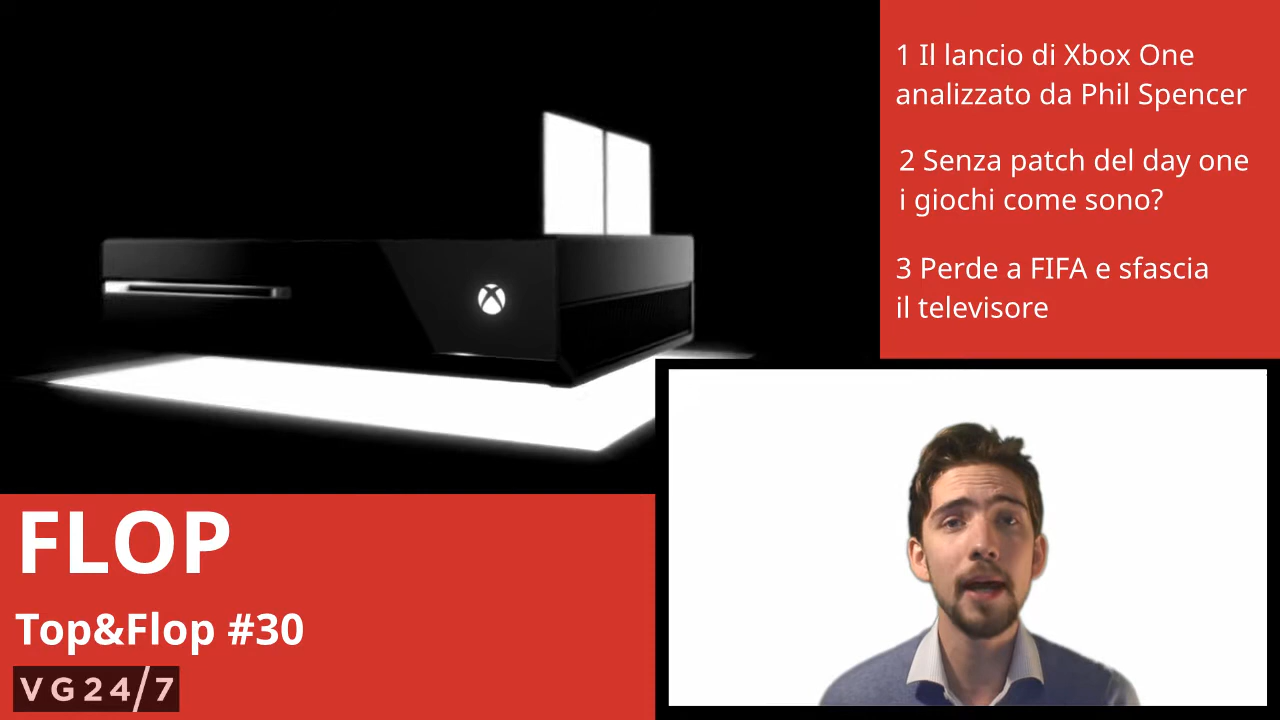 1 Il lancio di Xbox One
analizzato da Phil Spencer
2 Senza patch del day one
i giochi come sono?
3 Perde a FIFA e sfascia
il televisore
FLOP
Top&Flop #30
VG24/7